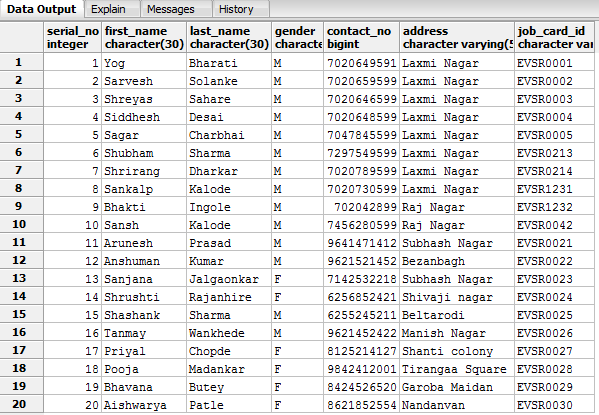 Data Output Explain Messages History
serial_no first_name last_name gender contact_no address job_card_id
integer character(30) character(30) characte bigint character varying(5 character var
1 1 Yog Bharati M 7020649591 Laxmi Nagar EVSR0001
2 2 Sarvesh Solanke M 7020659599 Laxmi Nagar EVSR0002
3 3 Shreyas Sahare M 7020646599 Laxmi Nagar EVSR0003
4 4 Siddhesh Desai M 7020648599 Laxmi Nagar EVSR0004
5 5 Sagar Charbhai M 7047845599 Laxmi Nagar EVSR0005
6 6 Shubham Sharma M 7297549599 Laxmi Nagar EVSR0213
7 7 Shrirang Dharkar M 7020789599 Laxmi Nagar EVSR0214
8 8 Sankalp Kalode M 7020730599 Laxmi Nagar EVSR1231
9 9 Bhakti Ingole M 702042899 Raj Nagar EVSR1232
10 10 Sansh Kalode M 7456280599 Raj Nagar EVSR0042
11 11 Arunesh Prasad M 9641471412 Subhash Nagar EVSR0021
12 12 Anshuman Kumar M 9621521452 Bezanbagh EVSR0022
13 13 Sanjana Jalgaonkar F 7142532218 Subhash Nagar EVSR0023
14 14 Shrushti Rajanhire F 6256852421 Shivaji nagar EVSR0024
15 15 Shashank Sharma M 6255245211 Beltarodi EVSR0025
16 16 Tanmay Wankhede M 9621452422 Manish Nagar EVSR0026
17 17 Priyal Chopde F 8125214127 Shanti colony EVSR0027
18 18 Pooja Madankar F 9842412001 Tirangaa Square EVSR0028
19 19 Bhavana Butey F 8424526520 Garoba Maidan EVSR0029
20 20 Aishwarya Patle F 8621852554 Nandanvan EVSR0030